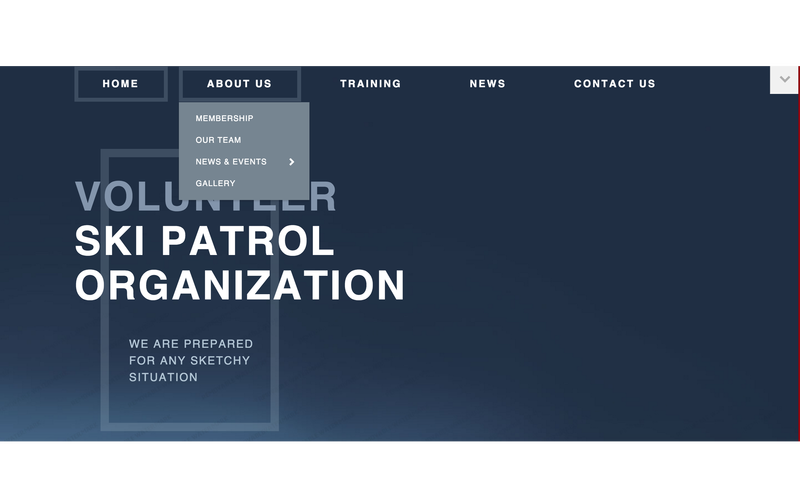 HOME
ABOUT US
TRAINING
NEWS
CONTACT US
MEMBERSHIP
OUR TEAM
NEWS & EVENTS
GALLERY
VOLUNTEER
SKI PATROL
ORGANIZATION
WE ARE PREPARED
FOR ANY SKETCHY
SITUATION